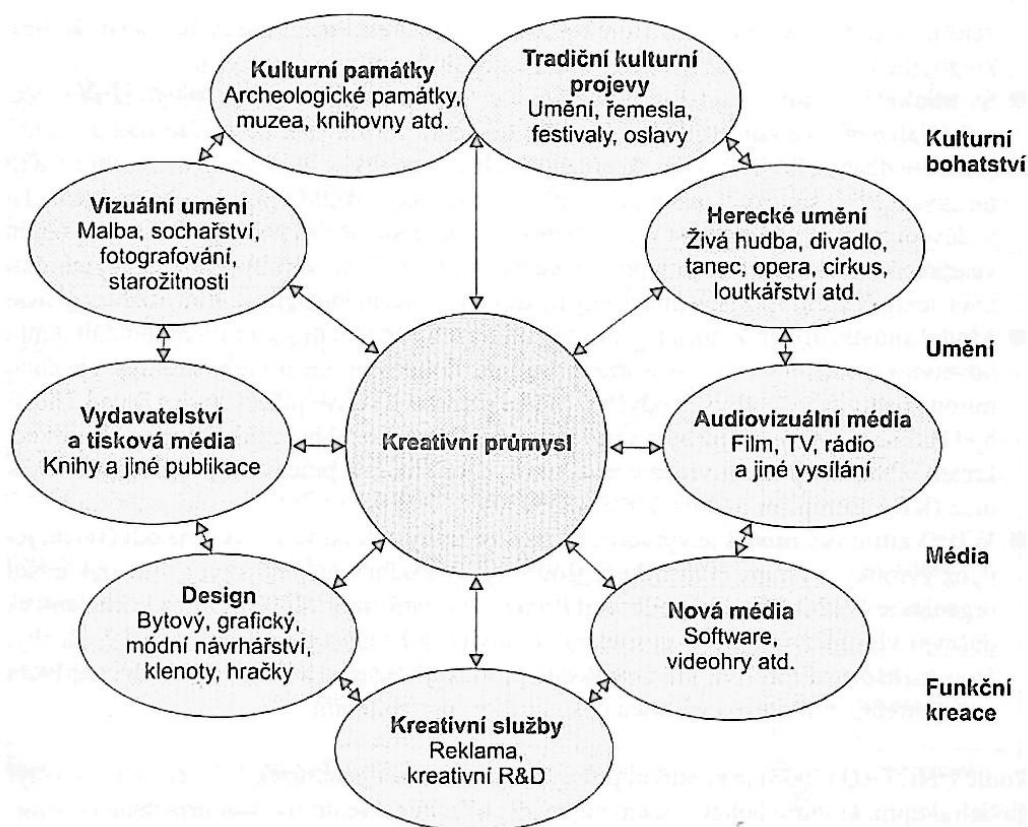 Kulturní památky
Archeologické památky,
muzea, knihovny atd.
Tradiční kulturní
projevy
Umění, řemesla,
festivaly, oslavy
Kulturní
bohatství
Vizuální umění
Malba, sochařství,
fotografování,
starožitnosti
Herecké umění
Živá hudba, divadlo,
tanec, opera, cirkus,
loutkářství atd.
Umění
Vydavatelství
a tisková média
Knihy a jiné publikace
Kreativní průmysl
Audiovizuální média
Film, TV, rádio
a jiné vysílání
Média
Design
Bytový, grafický,
módní návrhářství,
klenoty, hračky
Nová média
Software,
videohry atd.
Funkční
kreace
Kreativní služby
Reklama,
kreativní R&D